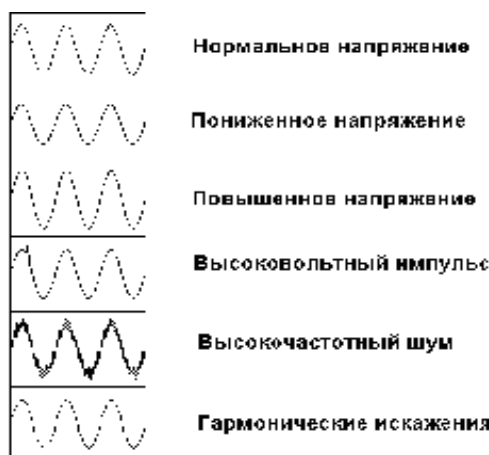 Нормальное напряжение
Пониженное напряжение
Повышенное напряжение
Высоковольтный импульс
Высокочастотный шум
Гармонические искажения